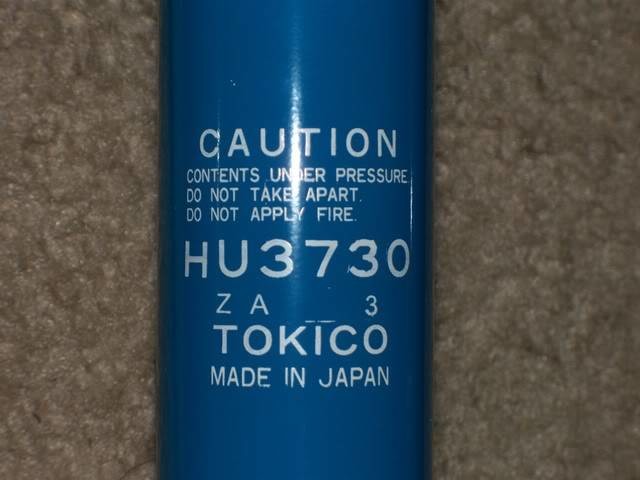 CAUTION
CONTENTS UNDER PRESSURE
DO NOT TAKE APART.
DO NOT APPLY FIRE.
HU3730
ZA 3
TOKICO
MADE IN JAPAN